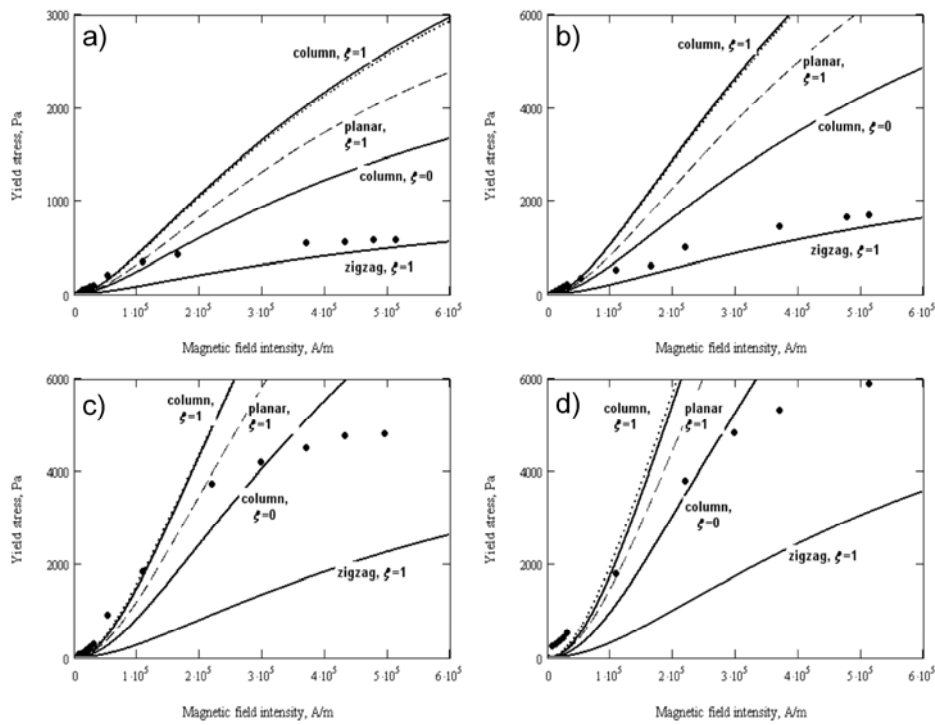 a)
3000
2000
1000
0
Yield stress, Pa
column, ξ=1
planar,
ξ=1
column, ξ=0
zigzag, ξ=1
0
1·10⁵
2·10⁵
3·10⁵
4·10⁵
5·10⁵
6·10⁵
Magnetic field intensity, A/m
b)
6000
4000
2000
0
Yield stress, Pa
column, ξ=1
planar,
ξ=1
column, ξ=0
zigzag, ξ=1
0
1·10⁵
2·10⁵
3·10⁵
4·10⁵
5·10⁵
6·10⁵
Magnetic field intensity, A/m
c)
6000
4000
2000
0
Yield stress, Pa
column,
ξ=1
planar,
ξ=1
column,
ξ=0
zigzag, ξ=1
0
1·10⁵
2·10⁵
3·10⁵
4·10⁵
5·10⁵
6·10⁵
Magnetic field intensity, A/m
d)
6000
4000
2000
0
Yield stress, Pa
column,
ξ=1
planar
ξ=1
column,
ξ=0
zigzag, ξ=1
0
1·10⁵
2·10⁵
3·10⁵
4·10⁵
5·10⁵
6·10⁵
Magnetic field intensity, A/m